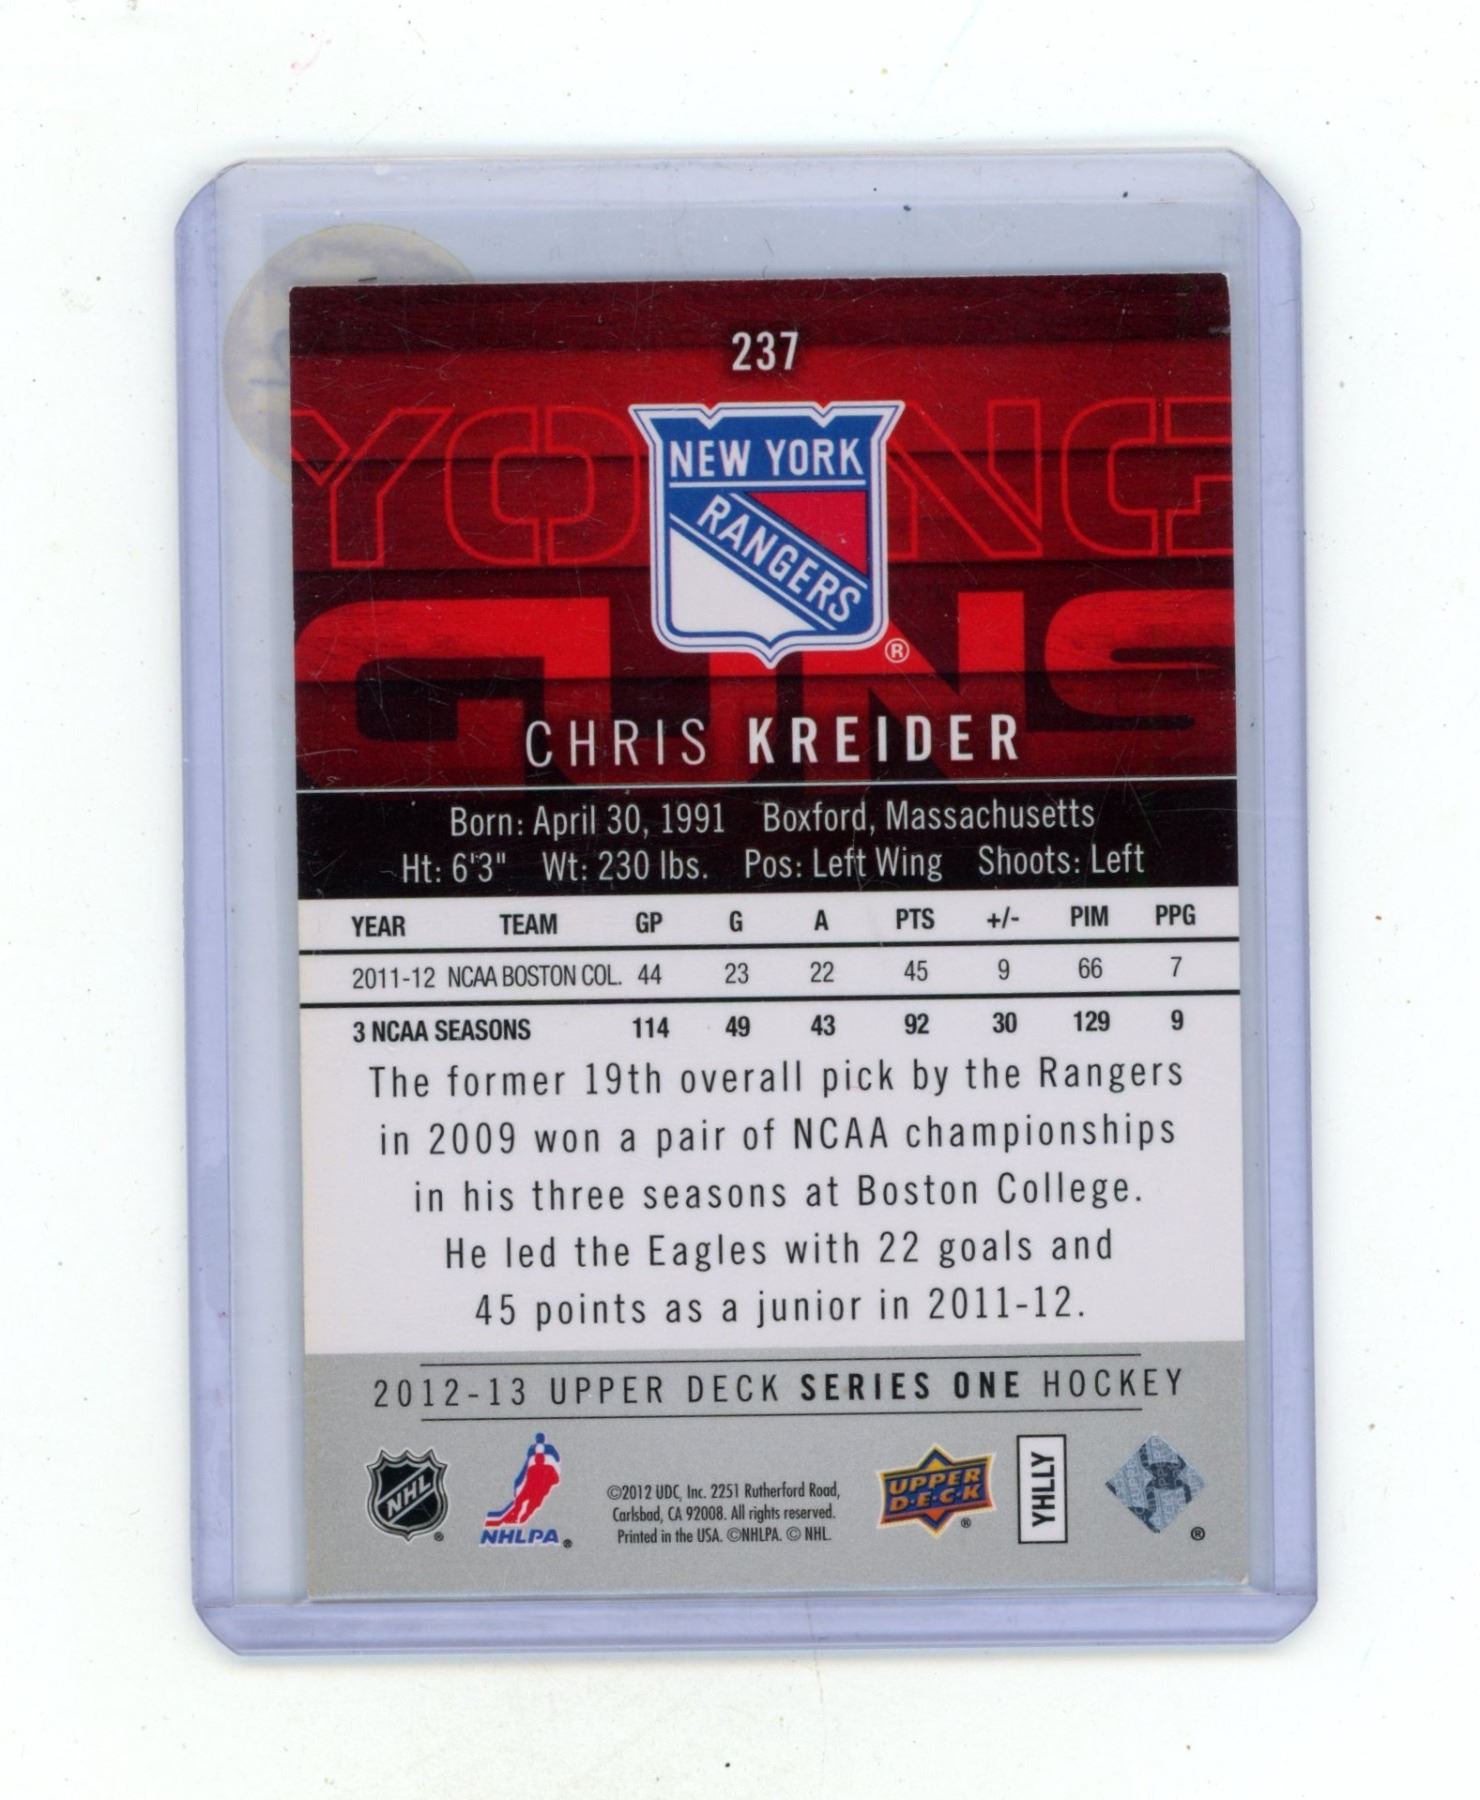 237
YOUNG
GUNS
NEW YORK
RANGERS
®
CHRIS KREIDER
Born: April 30, 1991 Boxford, Massachusetts
Ht: 6'3" Wt: 230 lbs. Pos: Left Wing Shoots: Left
YEAR TEAM GP G A PTS +/- PIM PPG
2011-12 NCAA BOSTON COL. 44 23 22 45 9 66 7
3 NCAA SEASONS 114 49 43 92 30 129 9
The former 19th overall pick by the Rangers
in 2009 won a pair of NCAA championships
in his three seasons at Boston College.
He led the Eagles with 22 goals and
45 points as a junior in 2011-12.
2012-13 UPPER DECK SERIES ONE HOCKEY
NHL ®
NHLPA ®
©2012 UDC, Inc. 2251 Rutherford Road,
Carlsbad, CA 92008. All rights reserved.
Printed in the USA. ©NHLPA. © NHL.
UPPER
D·E·C·K ®
YHLLY
®